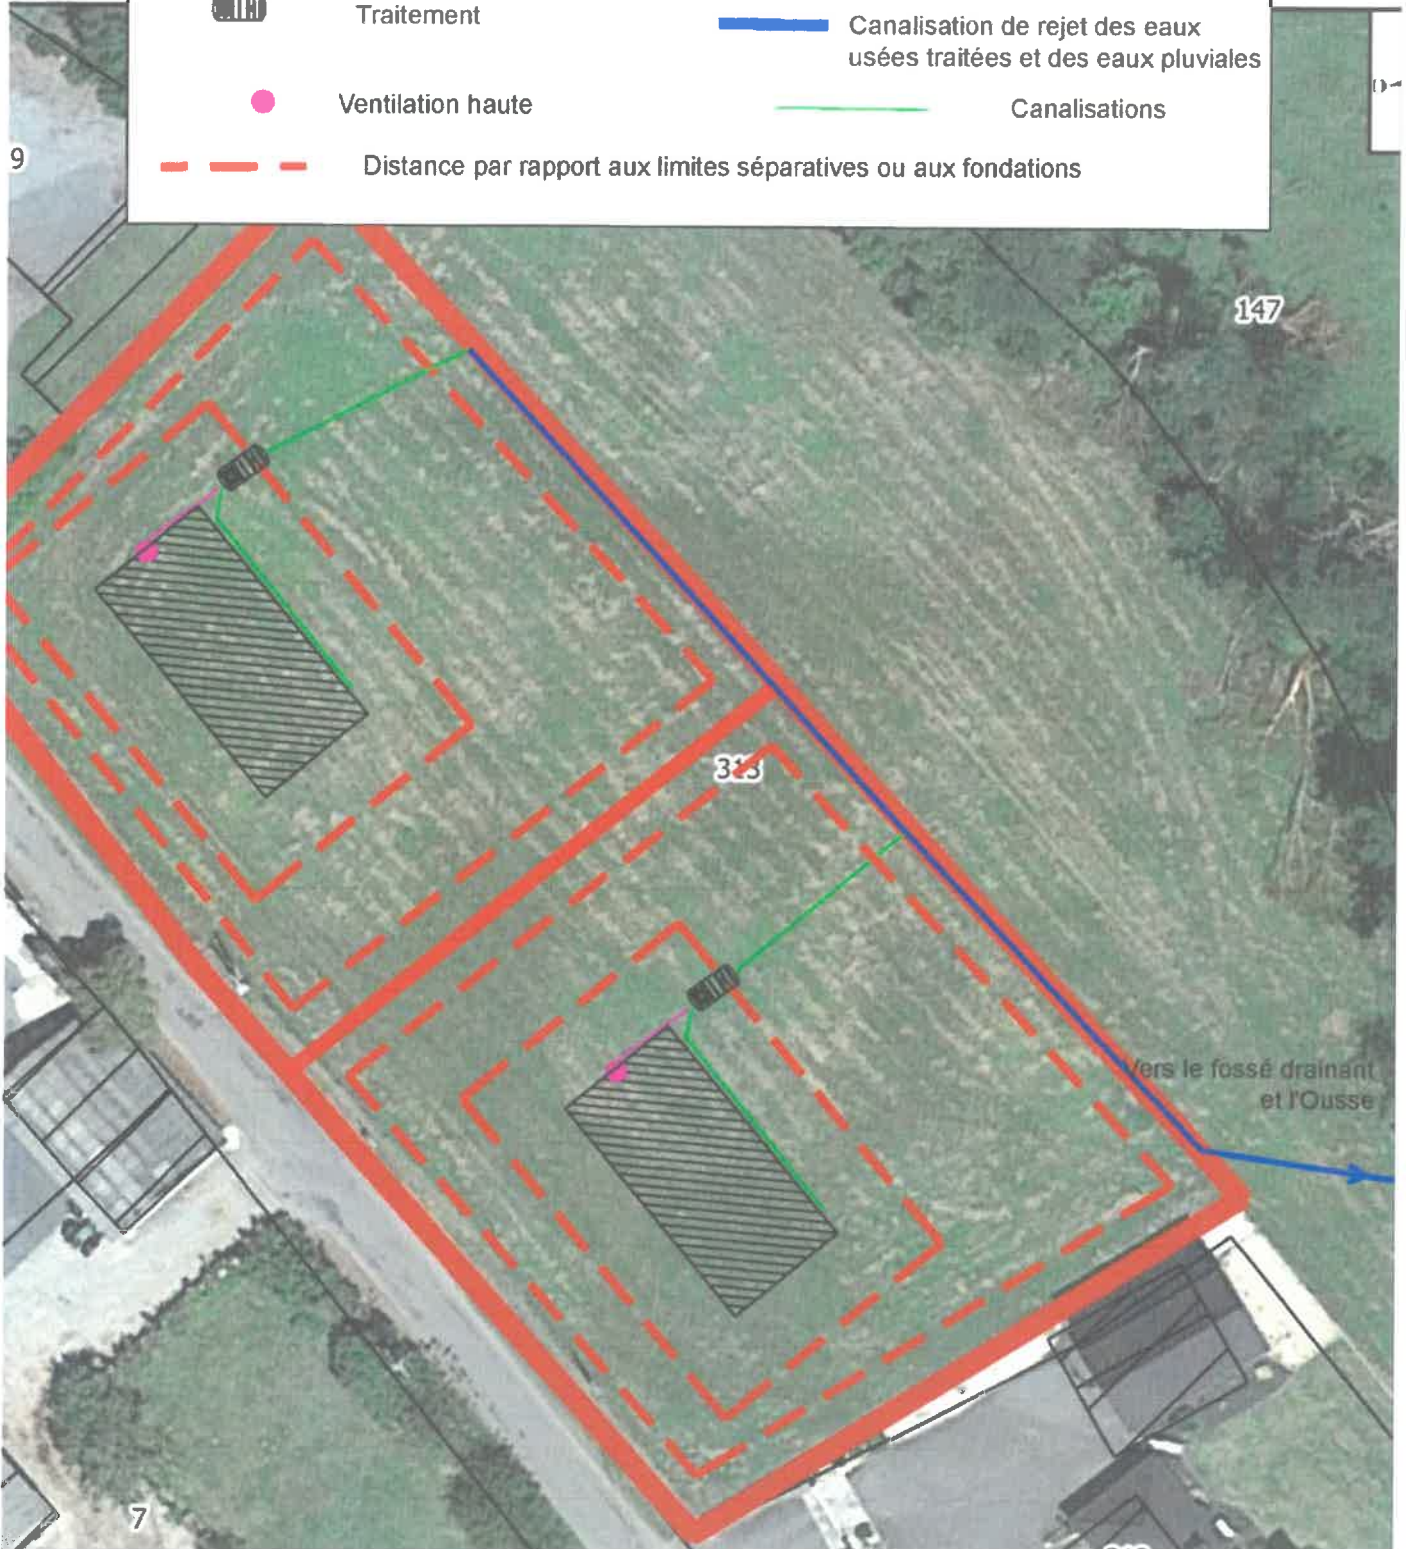 Traitement
Canalisation de rejet des eaux
usées traitées et des eaux pluviales
Ventilation haute
Canalisations
Distance par rapport aux limites séparatives ou aux fondations
9
147
313
Vers le fossé drainant
et l'Ousse
7